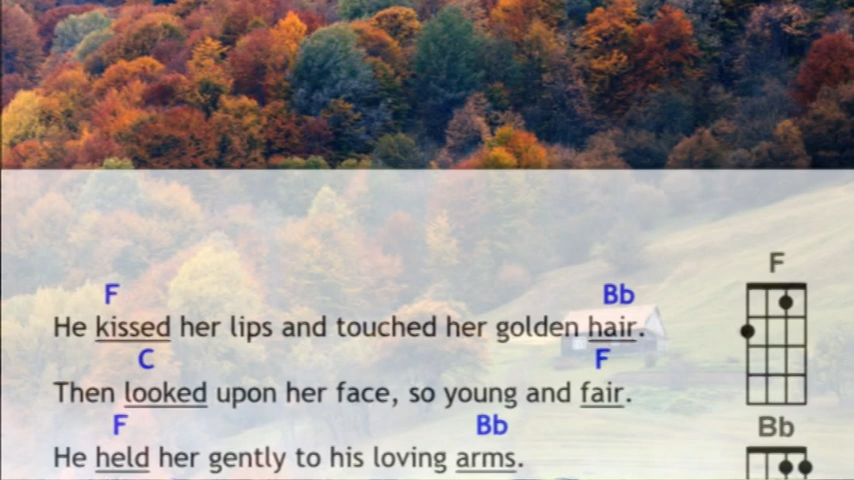 F Bb
He kissed her lips and touched her golden hair.
C F
Then looked upon her face, so young and fair.
F Bb
He held her gently to his loving arms.
F
Bb